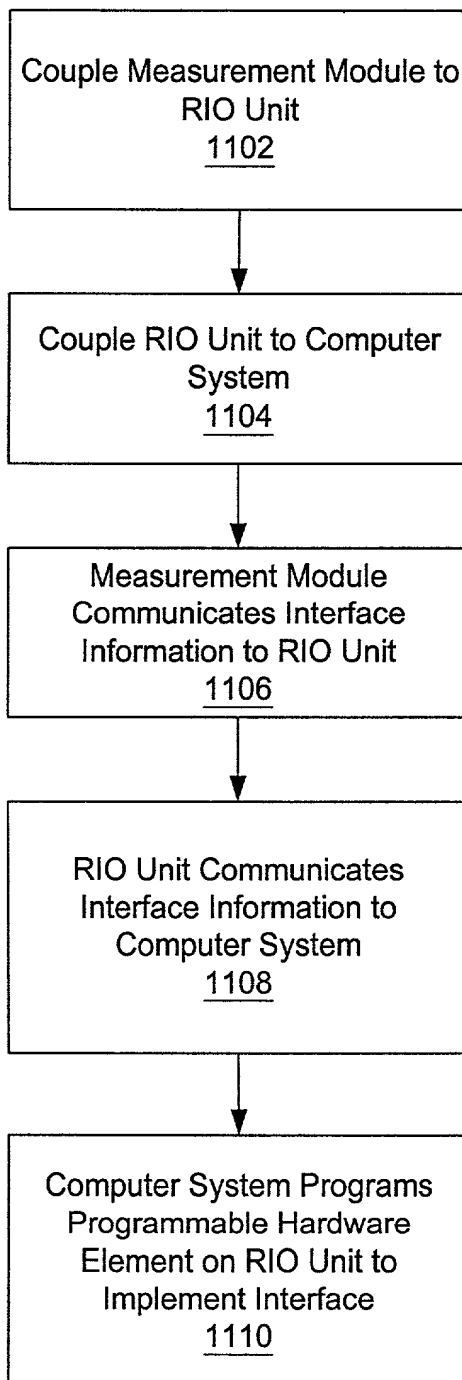 Couple Measurement Module to
RIO Unit
1102
Couple RIO Unit to Computer
System
1104
Measurement Module
Communicates Interface
Information to RIO Unit
1106
RIO Unit Communicates
Interface Information to
Computer System
1108
Computer System Programs
Programmable Hardware
Element on RIO Unit to
Implement Interface
1110